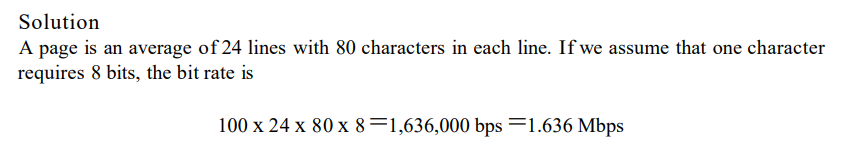 Solution
A page is an average of 24 lines with 80 characters in each line. If we assume that one character
requires 8 bits, the bit rate is
100 x 24 x 80 x 8 =1,636,000 bps =1.636 Mbps